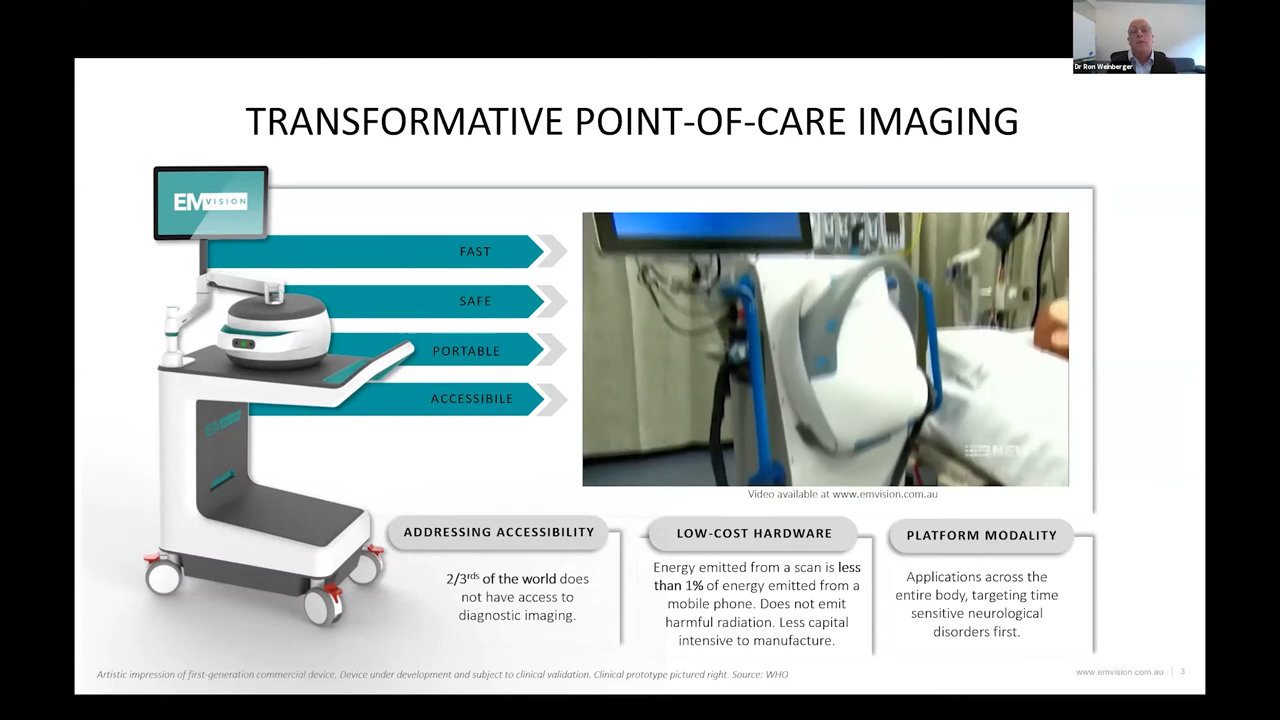 Dr Ron Weinberger
TRANSFORMATIVE POINT-OF-CARE IMAGING
EMVISION
FAST
SAFE
PORTABLE
ACCESSIBILE
EMVISION
Video available at www.emvision.com.au
ADDRESSING ACCESSIBILITY
2/3rds of the world does
not have access to
diagnostic imaging.
LOW-COST HARDWARE
Energy emitted from a scan is less
than 1% of energy emitted from a
mobile phone. Does not emit
harmful radiation. Less capital
intensive to manufacture.
PLATFORM MODALITY
Applications across the
entire body, targeting time
sensitive neurological
disorders first.
Artistic impression of first-generation commercial device. Device under development and subject to clinical validation. Clinical prototype pictured right. Source: WHO
www.emvision.com.au 3